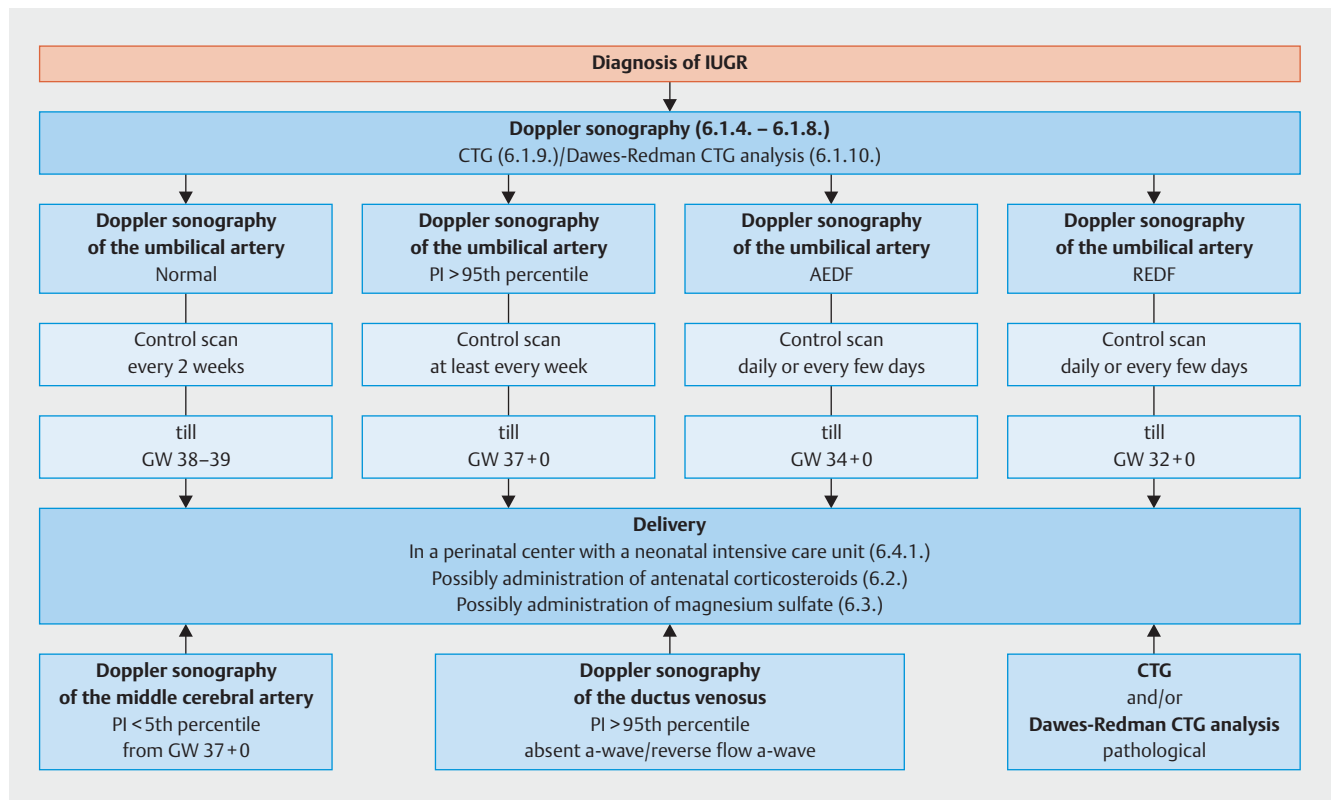 Diagnosis of IUGR
Doppler sonography (6.1.4. – 6.1.8.)
CTG (6.1.9.)/Dawes-Redman CTG analysis (6.1.10.)
Doppler sonography
of the umbilical artery
Normal
Doppler sonography
of the umbilical artery
PI > 95th percentile
Doppler sonography
of the umbilical artery
AEDF
Doppler sonography
of the umbilical artery
REDF
Control scan
every 2 weeks
Control scan
at least every week
Control scan
daily or every few days
Control scan
daily or every few days
till
GW 38–39
till
GW 37+0
till
GW 34+0
till
GW 32+0
Delivery
In a perinatal center with a neonatal intensive care unit (6.4.1.)
Possibly administration of antenatal corticosteroids (6.2.)
Possibly administration of magnesium sulfate (6.3.)
Doppler sonography
of the middle cerebral artery
PI < 5th percentile
from GW 37+0
Doppler sonography
of the ductus venosus
PI > 95th percentile
absent a-wave/reverse flow a-wave
CTG
and/or
Dawes-Redman CTG analysis
pathological